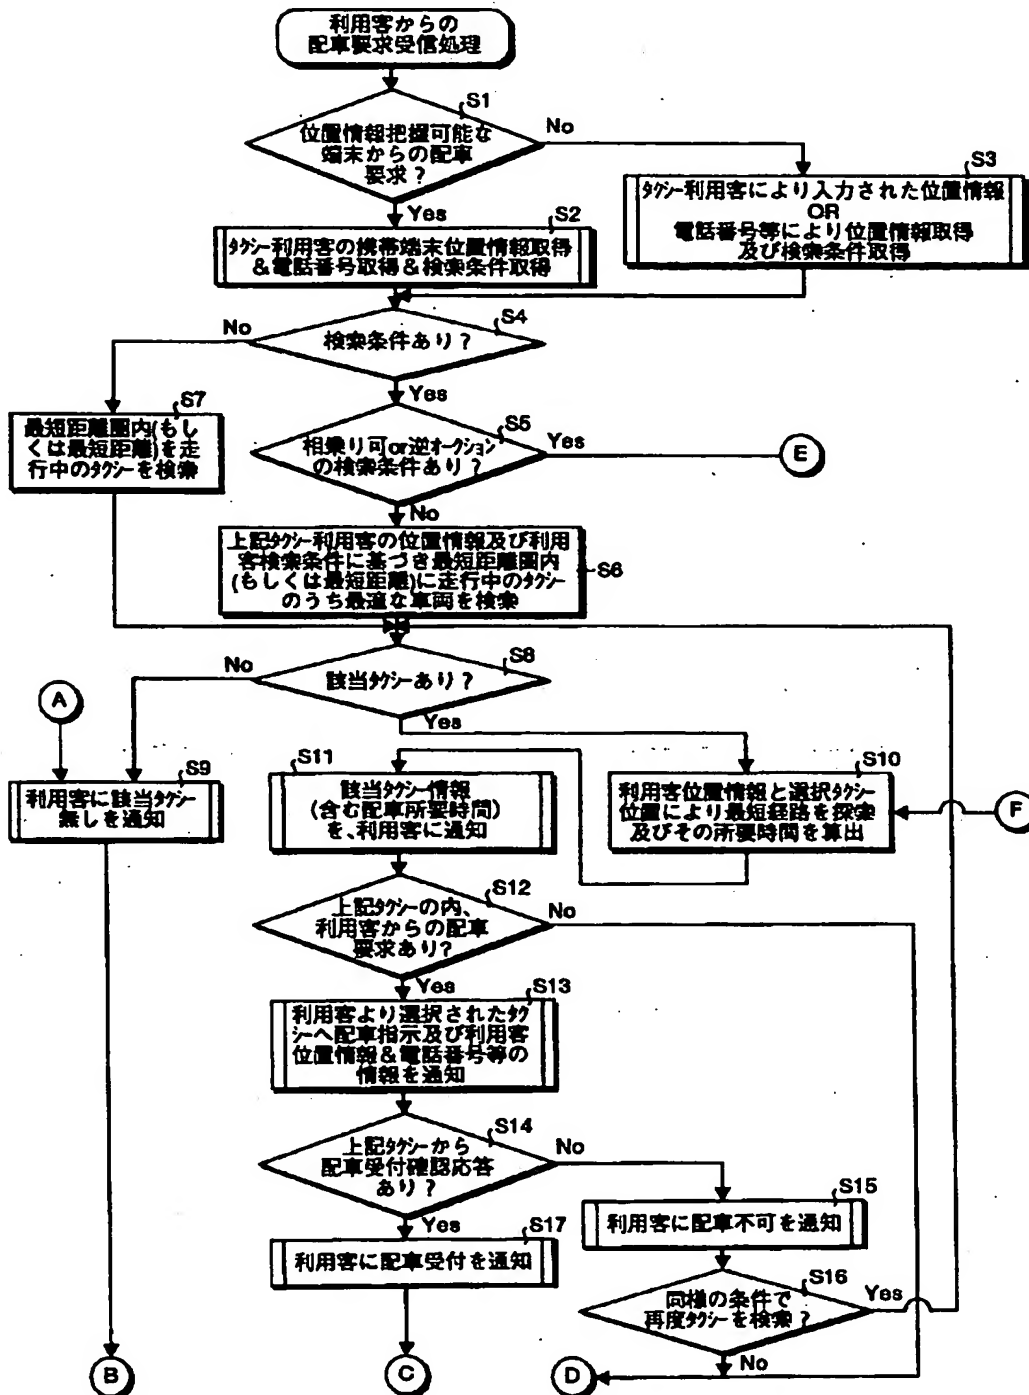 利用客からの
配車要求受信処理
S1
位置情報把握可能な
端末からの配車
要求？
No
Yes
S3
タクシー利用客により入力された位置情報
OR
電話番号等により位置情報取得
及び検索条件取得
S2
タクシー利用客の携帯端末位置情報取得
＆電話番号取得＆検索条件取得
S4
検索条件あり？
No
Yes
S7
最短距離圏内(もし
くは最短距離)を走
行中のタクシーを検索
S5
相乗り可or逆オークション
の検索条件あり？
Yes
E
No
上記タクシー利用客の位置情報及び利用
客検索条件に基づき最短距離圏内
(もしくは最短距離)に走行中のタクシー
のうち最適な車両を検索
S6
S8
該当タクシーあり？
No
Yes
A
S9
利用客に該当タクシー
無しを通知
S11
該当タクシー情報
(含む配車所要時間)
を、利用客に通知
S10
利用客位置情報と選択タクシー
位置により最短経路を探索
及びその所要時間を算出
F
S12
上記タクシーの内、
利用客からの配車
要求あり?
No
Yes
S13
利用客より選択されたタク
シーへ配車指示及び利用客
位置情報＆電話番号等の
情報を通知
S14
上記タクシーから
配車受付確認応答
あり？
No
Yes
S15
利用客に配車不可を通知
S17
利用客に配車受付を通知
S16
同様の条件で
再度タクシーを検索？
Yes
No
B
C
D